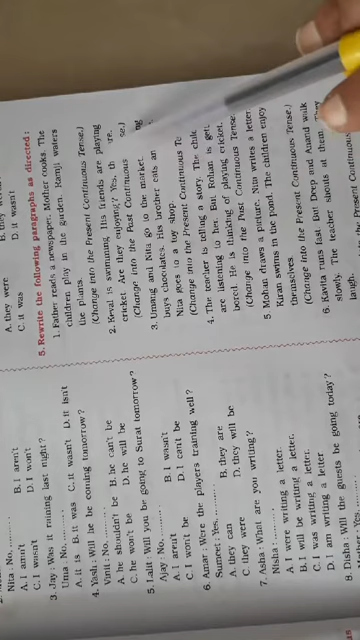 Nita : No, ..........
A. I amn't B. I aren't
C. I wasn't D. I won't
3. Jay : Was it raining last night ?
Uma : No, ..........
A. it is B. it was C. it wasn't D. it isn't
4. Yash : Will he be coming tomorrow ?
Vinit : No, ..........
A. he shouldn't be B. he can't be
C. he won't be D. he will be
5. Lalit : Will you be going to Surat tomorrow ?
Ajay : No, ..........
A. I aren't B. I wasn't
C. I won't be D. I can't be
6. Amar : Were the players training well ?
Sumeet : Yes, ..........
A. they can B. they are
C. they were D. they will be
7. Asha : What are you writing ?
Nisha : ..........
A. I were writing a letter.
B. I will be writing a letter.
C. I was writing a letter.
D. I am writing a letter
8. Disha : Will the guests be going today ?
A. they were
C. it was D. it wasn't
5. Rewrite the following paragraphs as directed :
1. Father reads a newspaper. Mother cooks. The
children play in the garden. Ramji waters
the plants.
(Change into the Present Continuous Tense.)
2. Keval is swimming. His friends are playing
cricket. Are they enjoying ? Yes,
(Change into the Past Continuous
3. Umang and Nita go to the market.
buys chocolates. His brother eats an
Nita goes to a toy shop.
(Change into the Present Continuous
4. The teacher is telling a story. The
are listening to her. But Rohan is
bored. He is thinking of playing cricket.
(Change into the Past Continuous Tense
5. Mohan draws a picture. Nita writes a letter
Kiran swims in the pond. The children enjoy
themselves.
(Change into the Present Continuous Tense.)
6. Kavita runs fast. But Deep and Anand walk
slowly. The teacher shouts at them. They
laugh.
the Present Continuous